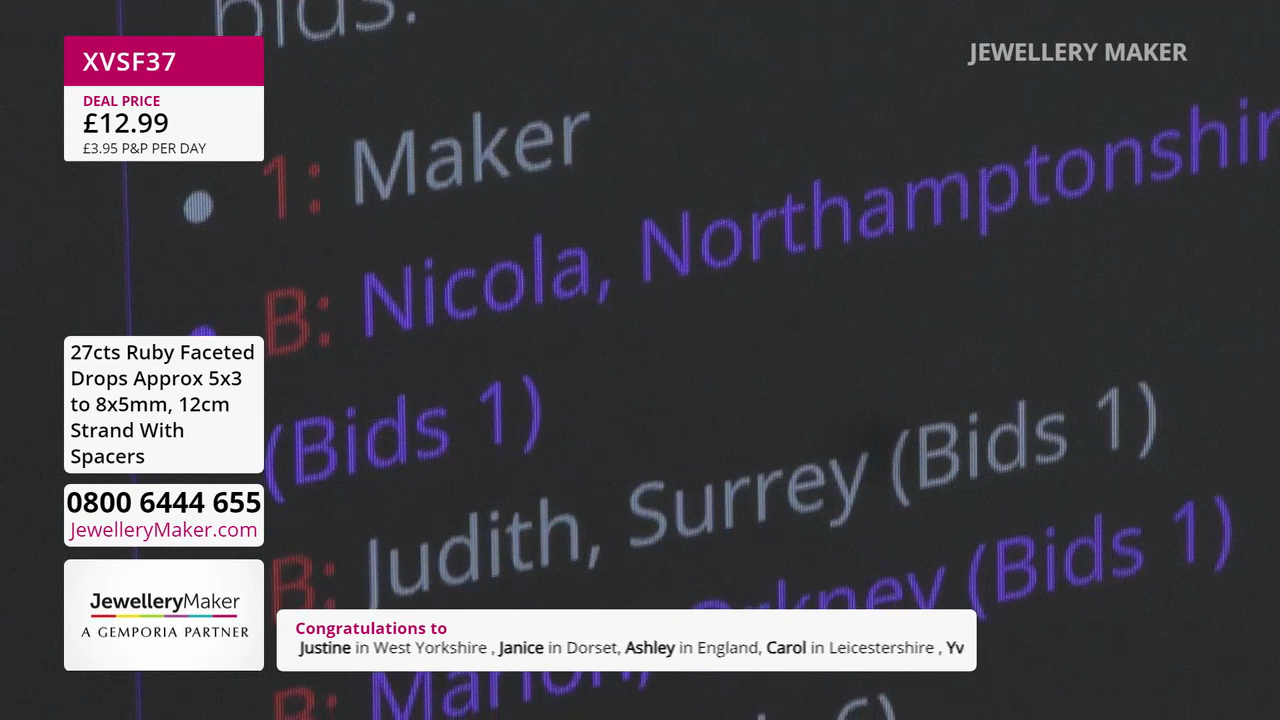 bids.
XVSF37
JEWELLERY MAKER
DEAL PRICE
£12.99
£3.95 P&P PER DAY
1: Maker
B: Nicola, Northamptonshir
(Bids 1)
27cts Ruby Faceted
Drops Approx 5x3
to 8x5mm, 12cm
Strand With
Spacers
B: Judith, Surrey (Bids 1)
0800 6444 655
JewelleryMaker.com
B: Marion, Orkney (Bids 1)
JewelleryMaker
A GEMPORIA PARTNER
Congratulations to
Justine in West Yorkshire , Janice in Dorset, Ashley in England, Carol in Leicestershire , Yv